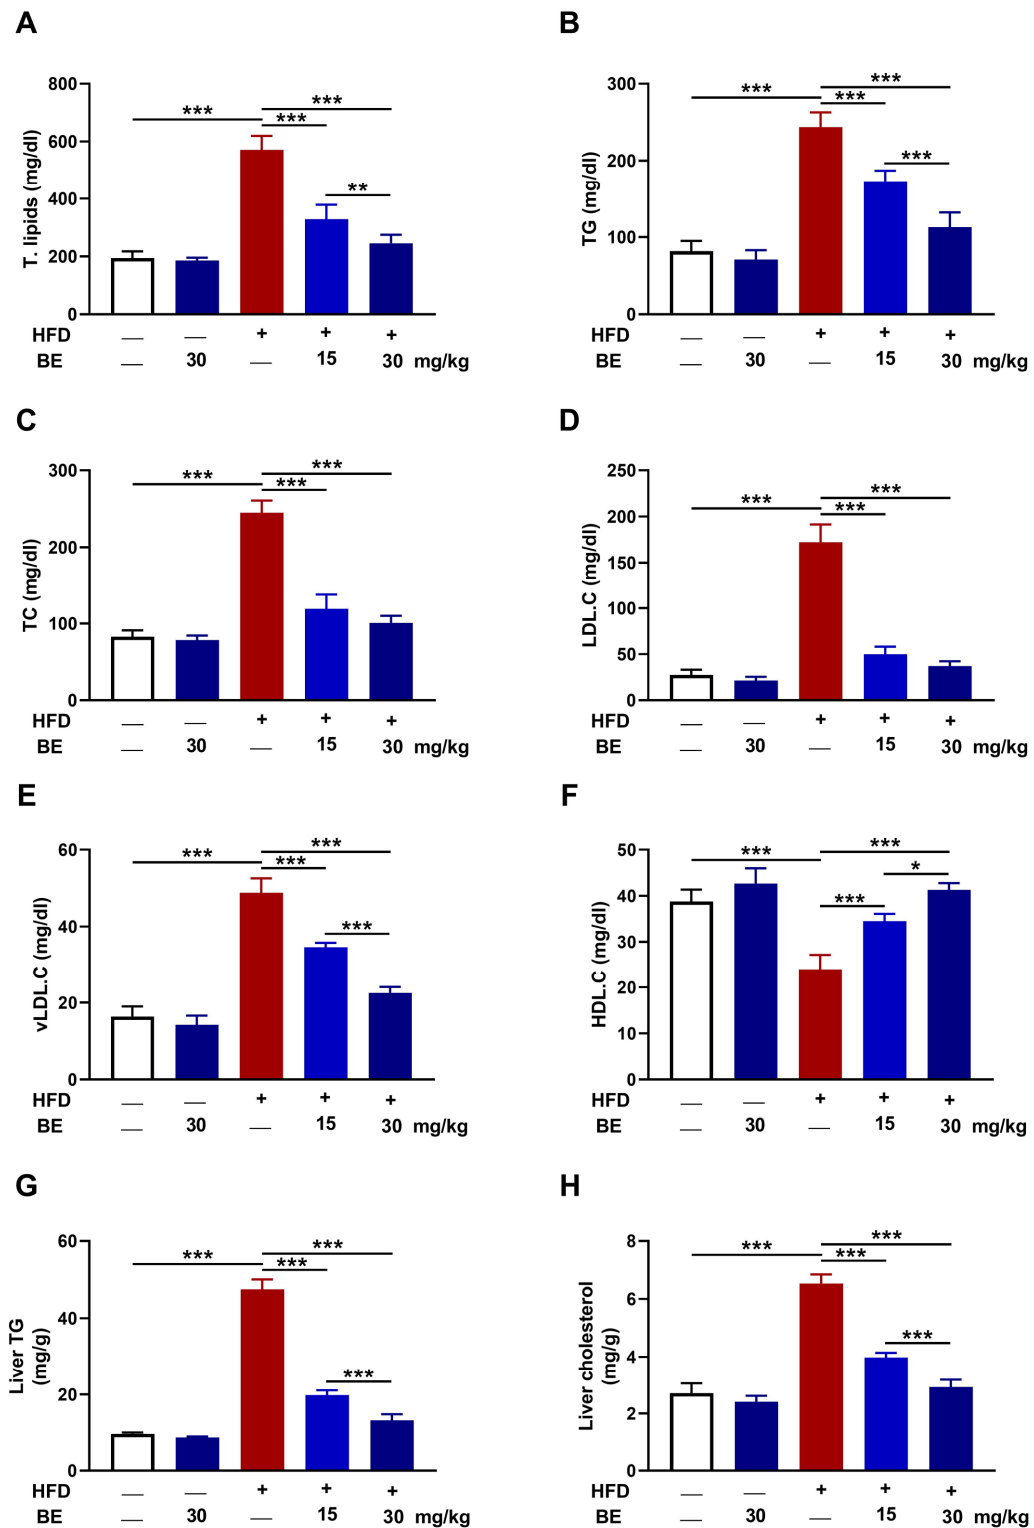 A
B
T. lipids (mg/dl)
800
600
400
200
0
***
***
***
**
HFD — — + + +
BE — 30 — 15 30 mg/kg
TG (mg/dl)
300
200
100
0
***
***
***
***
HFD — — + + +
BE — 30 — 15 30 mg/kg
C
D
TC (mg/dl)
300
200
100
0
***
***
***
HFD — — + + +
BE — 30 — 15 30 mg/kg
LDL.C (mg/dl)
250
200
150
100
50
0
***
***
***
HFD — — + + +
BE — 30 — 15 30 mg/kg
E
F
vLDL.C (mg/dl)
60
40
20
0
***
***
***
***
HFD — — + + +
BE — 30 — 15 30 mg/kg
HDL.C (mg/dl)
50
40
30
20
10
0
***
***
*
***
HFD — — + + +
BE — 30 — 15 30 mg/kg
G
H
Liver TG
(mg/g)
60
40
20
0
***
***
***
***
HFD — — + + +
BE — 30 — 15 30 mg/kg
Liver cholesterol
(mg/g)
8
6
4
2
0
***
***
***
***
HFD — — + + +
BE — 30 — 15 30 mg/kg